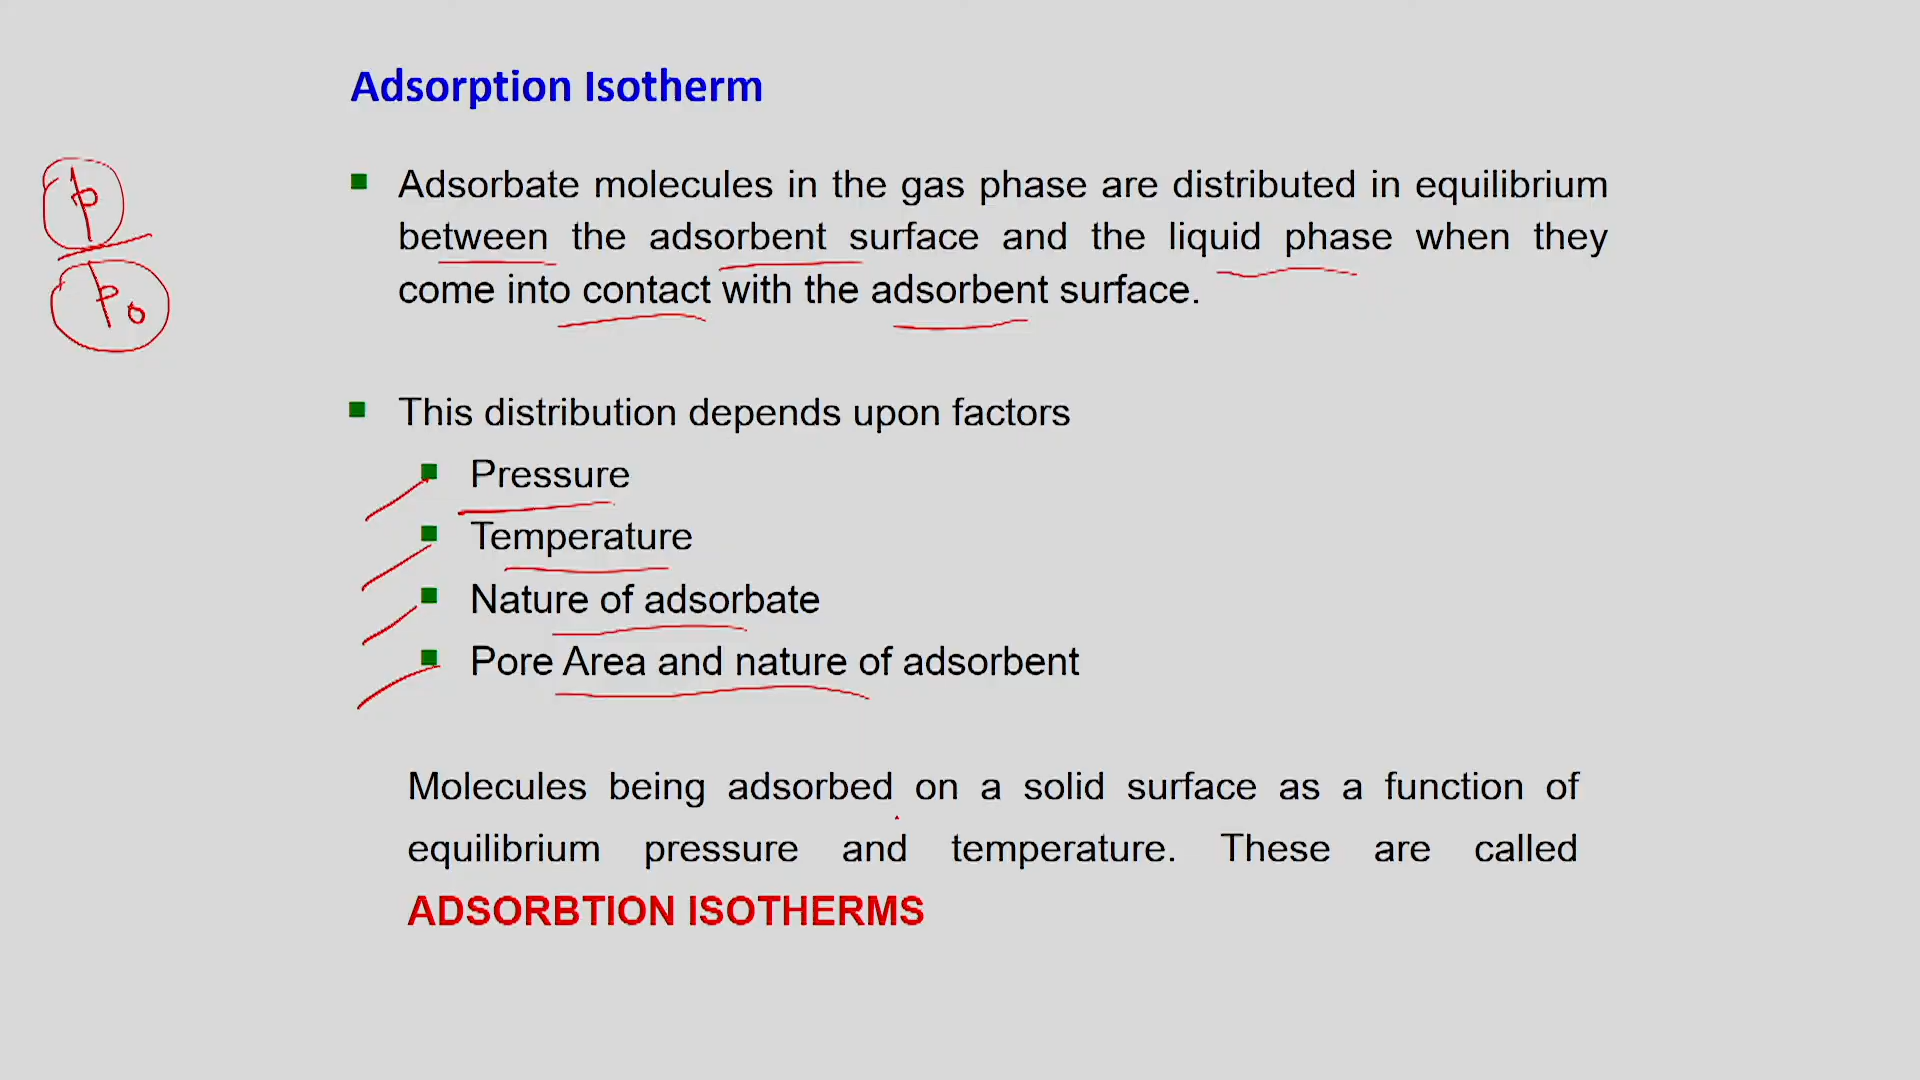 Adsorption Isotherm
p
p0
Adsorbate molecules in the gas phase are distributed in equilibrium
between the adsorbent surface and the liquid phase when they
come into contact with the adsorbent surface.
This distribution depends upon factors
Pressure
Temperature
Nature of adsorbate
Pore Area and nature of adsorbent
Molecules being adsorbed on a solid surface as a function of
equilibrium pressure and temperature. These are called
ADSORBTION ISOTHERMS